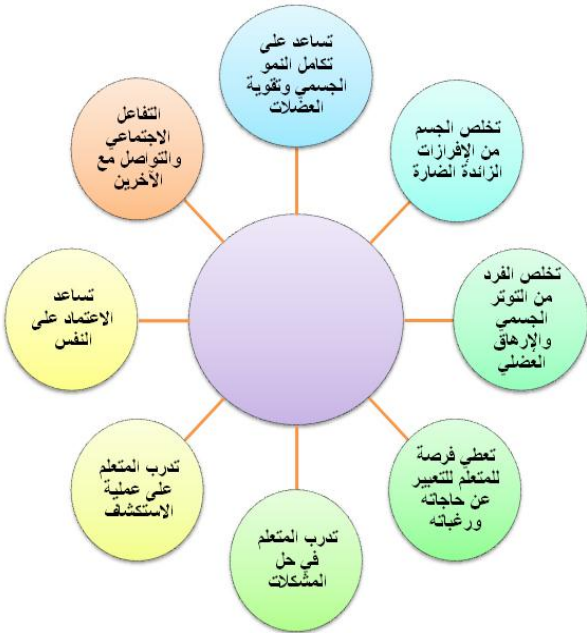 تساعد على
تكامل النمو
الجسمي وتقوية
العضلات
تخلص الجسم
من الإفرازات
الزائدة الضارة
تخلص الفرد
من التوتر
الجسمي
والإرهاق
العضلي
تعطي فرصة
للمتعلم للتعبير
عن حاجاته
ورغباته
تدرب المتعلم
في حل
المشكلات
تدرب المتعلم
على عملية
الاستكشف
تساعد
الاعتماد على
النفس
التفاعل
الاجتماعي
والتواصل مع
الآخرين